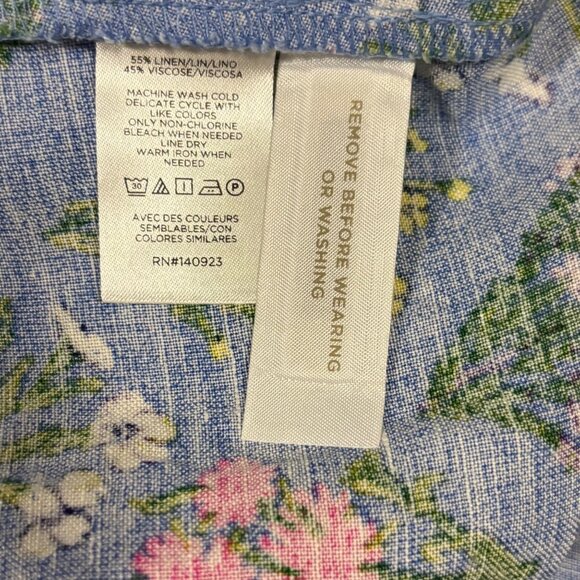 55% LINEN/LIN/LINO
45% VISCOSE/VISCOSA
MACHINE WASH COLD
DELICATE CYCLE WITH
LIKE COLORS
ONLY NON-CHLORINE
BLEACH WHEN NEEDED
LINE DRY
WARM IRON WHEN
NEEDED
30 P
AVEC DES COULEURS
SEMBLABLES/CON
COLORES SIMILARES
RN#140923
REMOVE BEFORE WEARING
OR WASHING